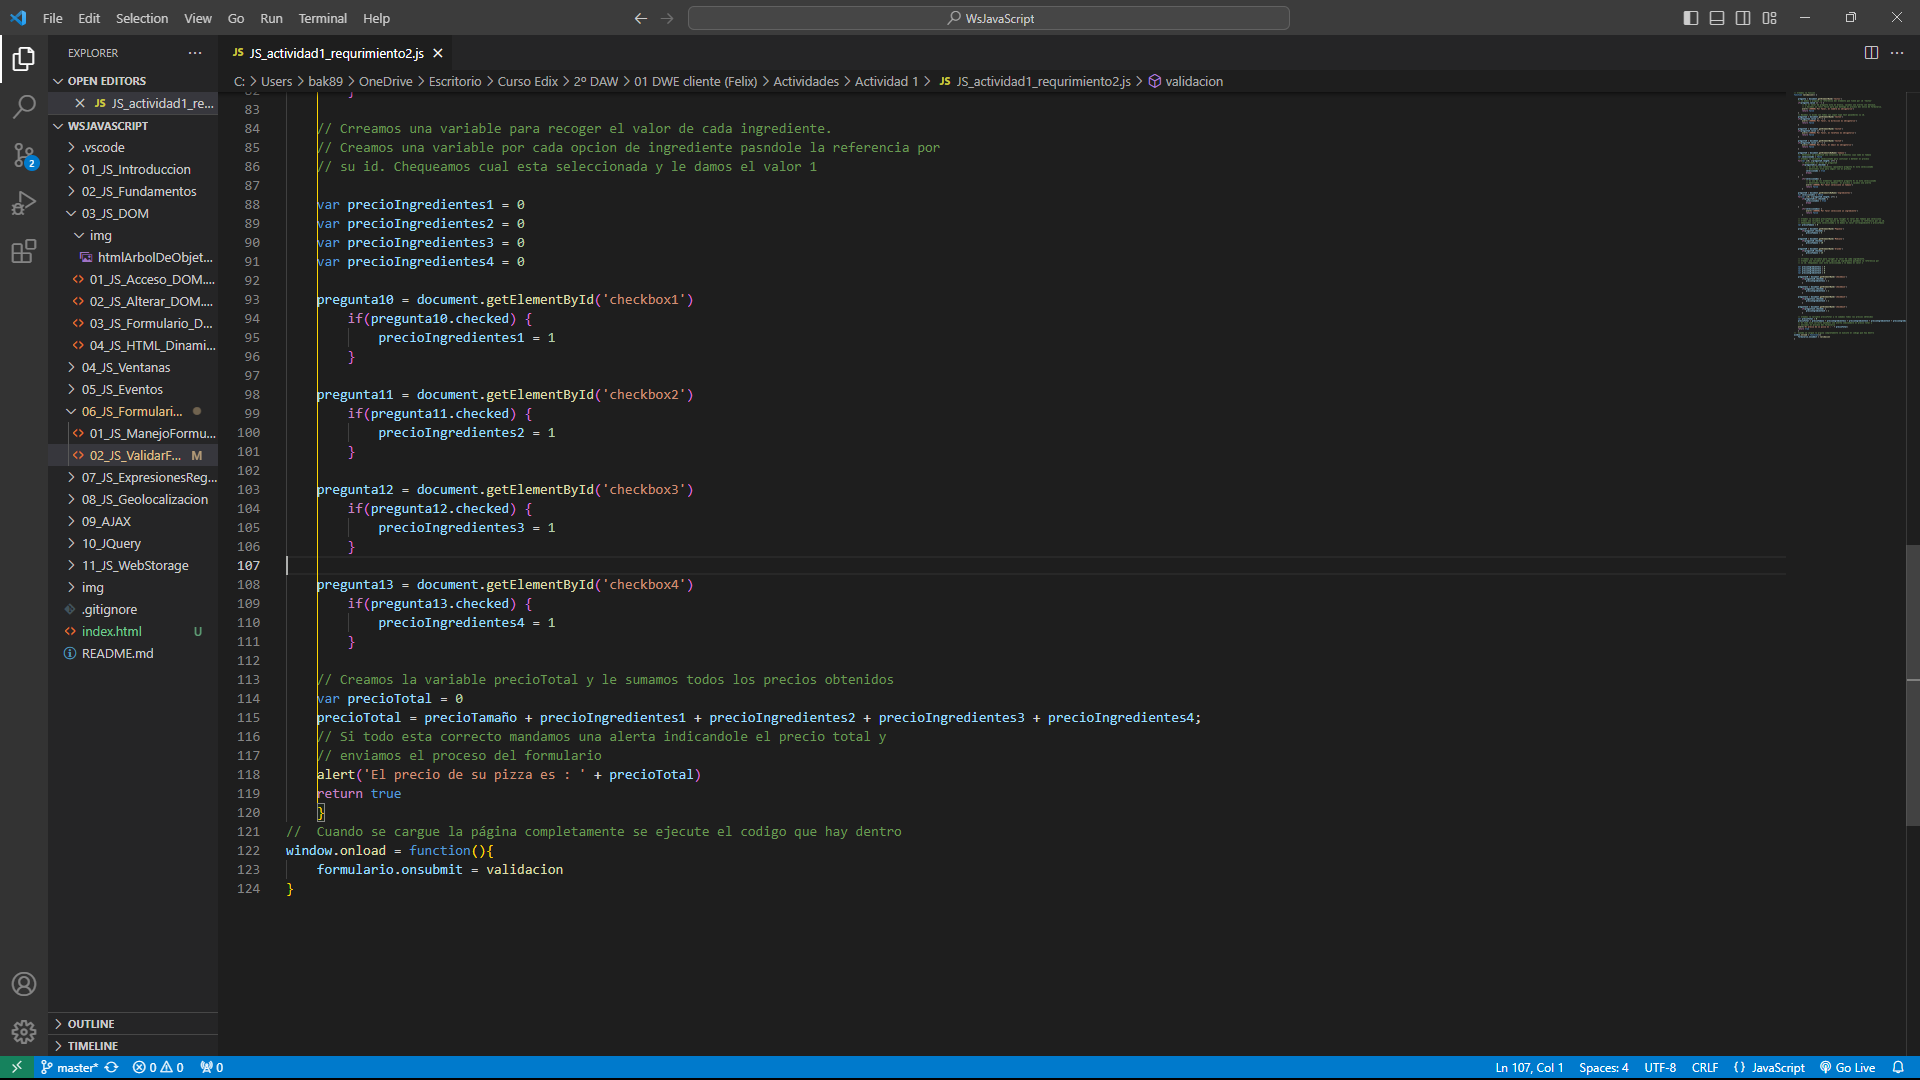 File Edit Selection View Go Run Terminal Help
WsJavaScript
EXPLORER
OPEN EDITORS
JS JS_actividad1_re...
WSJAVASCRIPT
.vscode
01_JS_Introduccion
02_JS_Fundamentos
03_JS_DOM
img
htmlArbolDeObjet...
01_JS_Acceso_DOM....
02_JS_Alterar_DOM....
03_JS_Formulario_D...
04_JS_HTML_Dinami...
04_JS_Ventanas
05_JS_Eventos
06_JS_Formulari...
01_JS_ManejoFormu...
02_JS_ValidarF... M
07_JS_ExpresionesReg...
08_JS_Geolocalizacion
09_AJAX
10_JQuery
11_JS_WebStorage
img
.gitignore
index.html U
README.md
OUTLINE
TIMELINE
2
JS JS_actividad1_requrimiento2.js
C: > Users > bak89 > OneDrive > Escritorio > Curso Edix > 2º DAW > 01 DWE cliente (Felix) > Actividades > Actividad 1 > JS JS_actividad1_requrimiento2.js > validacion
82 }
83
84 // Crreamos una variable para recoger el valor de cada ingrediente.
85 // Creamos una variable por cada opcion de ingrediente pasndole la referencia por
86 // su id. Chequeamos cual esta seleccionada y le damos el valor 1
87
88 var precioIngredientes1 = 0
89 var precioIngredientes2 = 0
90 var precioIngredientes3 = 0
91 var precioIngredientes4 = 0
92
93 pregunta10 = document.getElementById('checkbox1')
94 if(pregunta10.checked) {
95 precioIngredientes1 = 1
96 }
97
98 pregunta11 = document.getElementById('checkbox2')
99 if(pregunta11.checked) {
100 precioIngredientes2 = 1
101 }
102
103 pregunta12 = document.getElementById('checkbox3')
104 if(pregunta12.checked) {
105 precioIngredientes3 = 1
106 }
107
108 pregunta13 = document.getElementById('checkbox4')
109 if(pregunta13.checked) {
110 precioIngredientes4 = 1
111 }
112
113 // Creamos la variable precioTotal y le sumamos todos los precios obtenidos
114 var precioTotal = 0
115 precioTotal = precioTamaño + precioIngredientes1 + precioIngredientes2 + precioIngredientes3 + precioIngredientes4;
116 // Si todo esta correcto mandamos una alerta indicandole el precio total y
117 // enviamos el proceso del formulario
118 alert('El precio de su pizza es : ' + precioTotal)
119 return true
120 }
121 // Cuando se cargue la página completamente se ejecute el codigo que hay dentro
122 window.onload = function(){
123 formulario.onsubmit = validacion
124 }
master* 0 0 0
Ln 107, Col 1 Spaces: 4 UTF-8 CRLF {} JavaScript Go Live